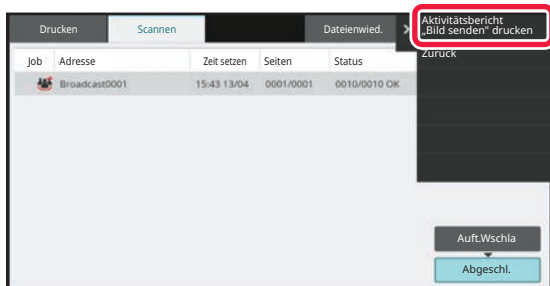 Drucken Scannen Dateienwied.
Aktivitätsbericht
„Bild senden" drucken
Zurück
Job Adresse Zeit setzen Seiten Status
Broadcast0001 15:43 13/04 0001/0001 0010/0010 OK
Auft.Wschla
Abgeschl.